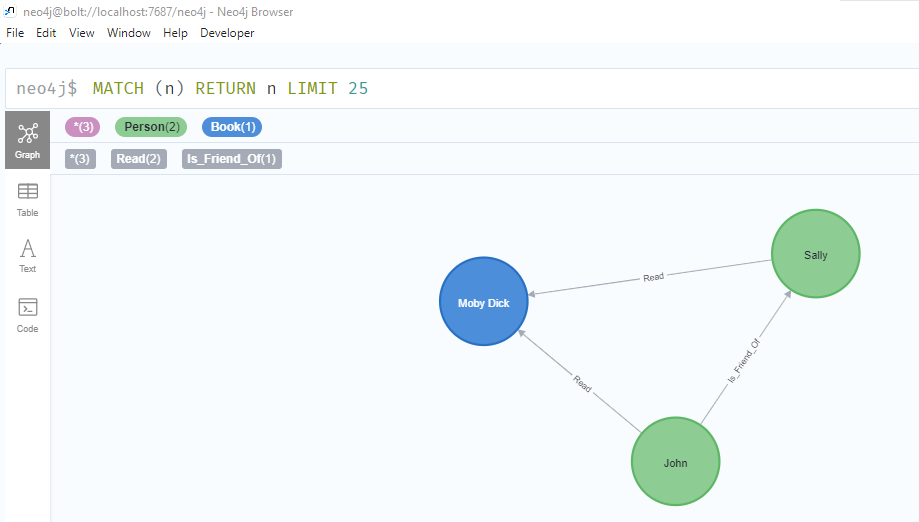 neo4j@bolt://localhost:7687/neo4j - Neo4j Browser
File Edit View Window Help Developer
neo4j$ MATCH (n) RETURN n LIMIT 25
*(3) Person(2) Book(1)
*(3) Read(2) Is_Friend_Of(1)
Graph
Table
Text
Code
Sally
Read
Moby Dick
Is_Friend_Of
Read
John